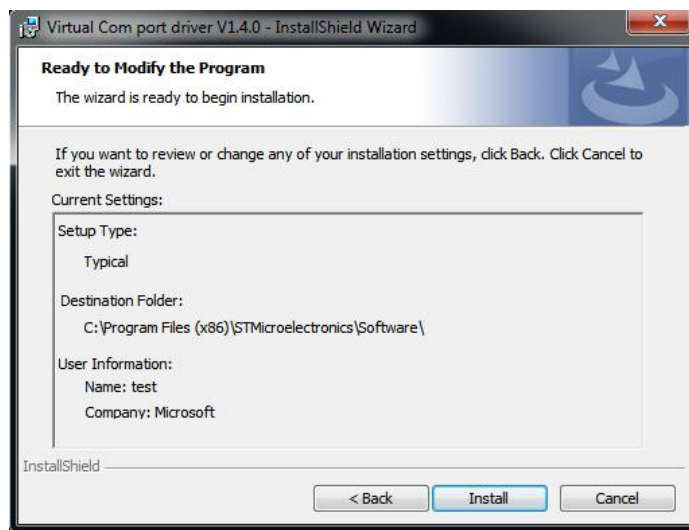 Virtual Com port driver V1.4.0 - InstallShield Wizard
Ready to Modify the Program
The wizard is ready to begin installation.
If you want to review or change any of your installation settings, click Back. Click Cancel to
exit the wizard.
Current Settings:
Setup Type:
Typical
Destination Folder:
C:\Program Files (x86)\STMicroelectronics\Software\
User Information:
Name: test
Company: Microsoft
InstallShield
< Back
Install
Cancel